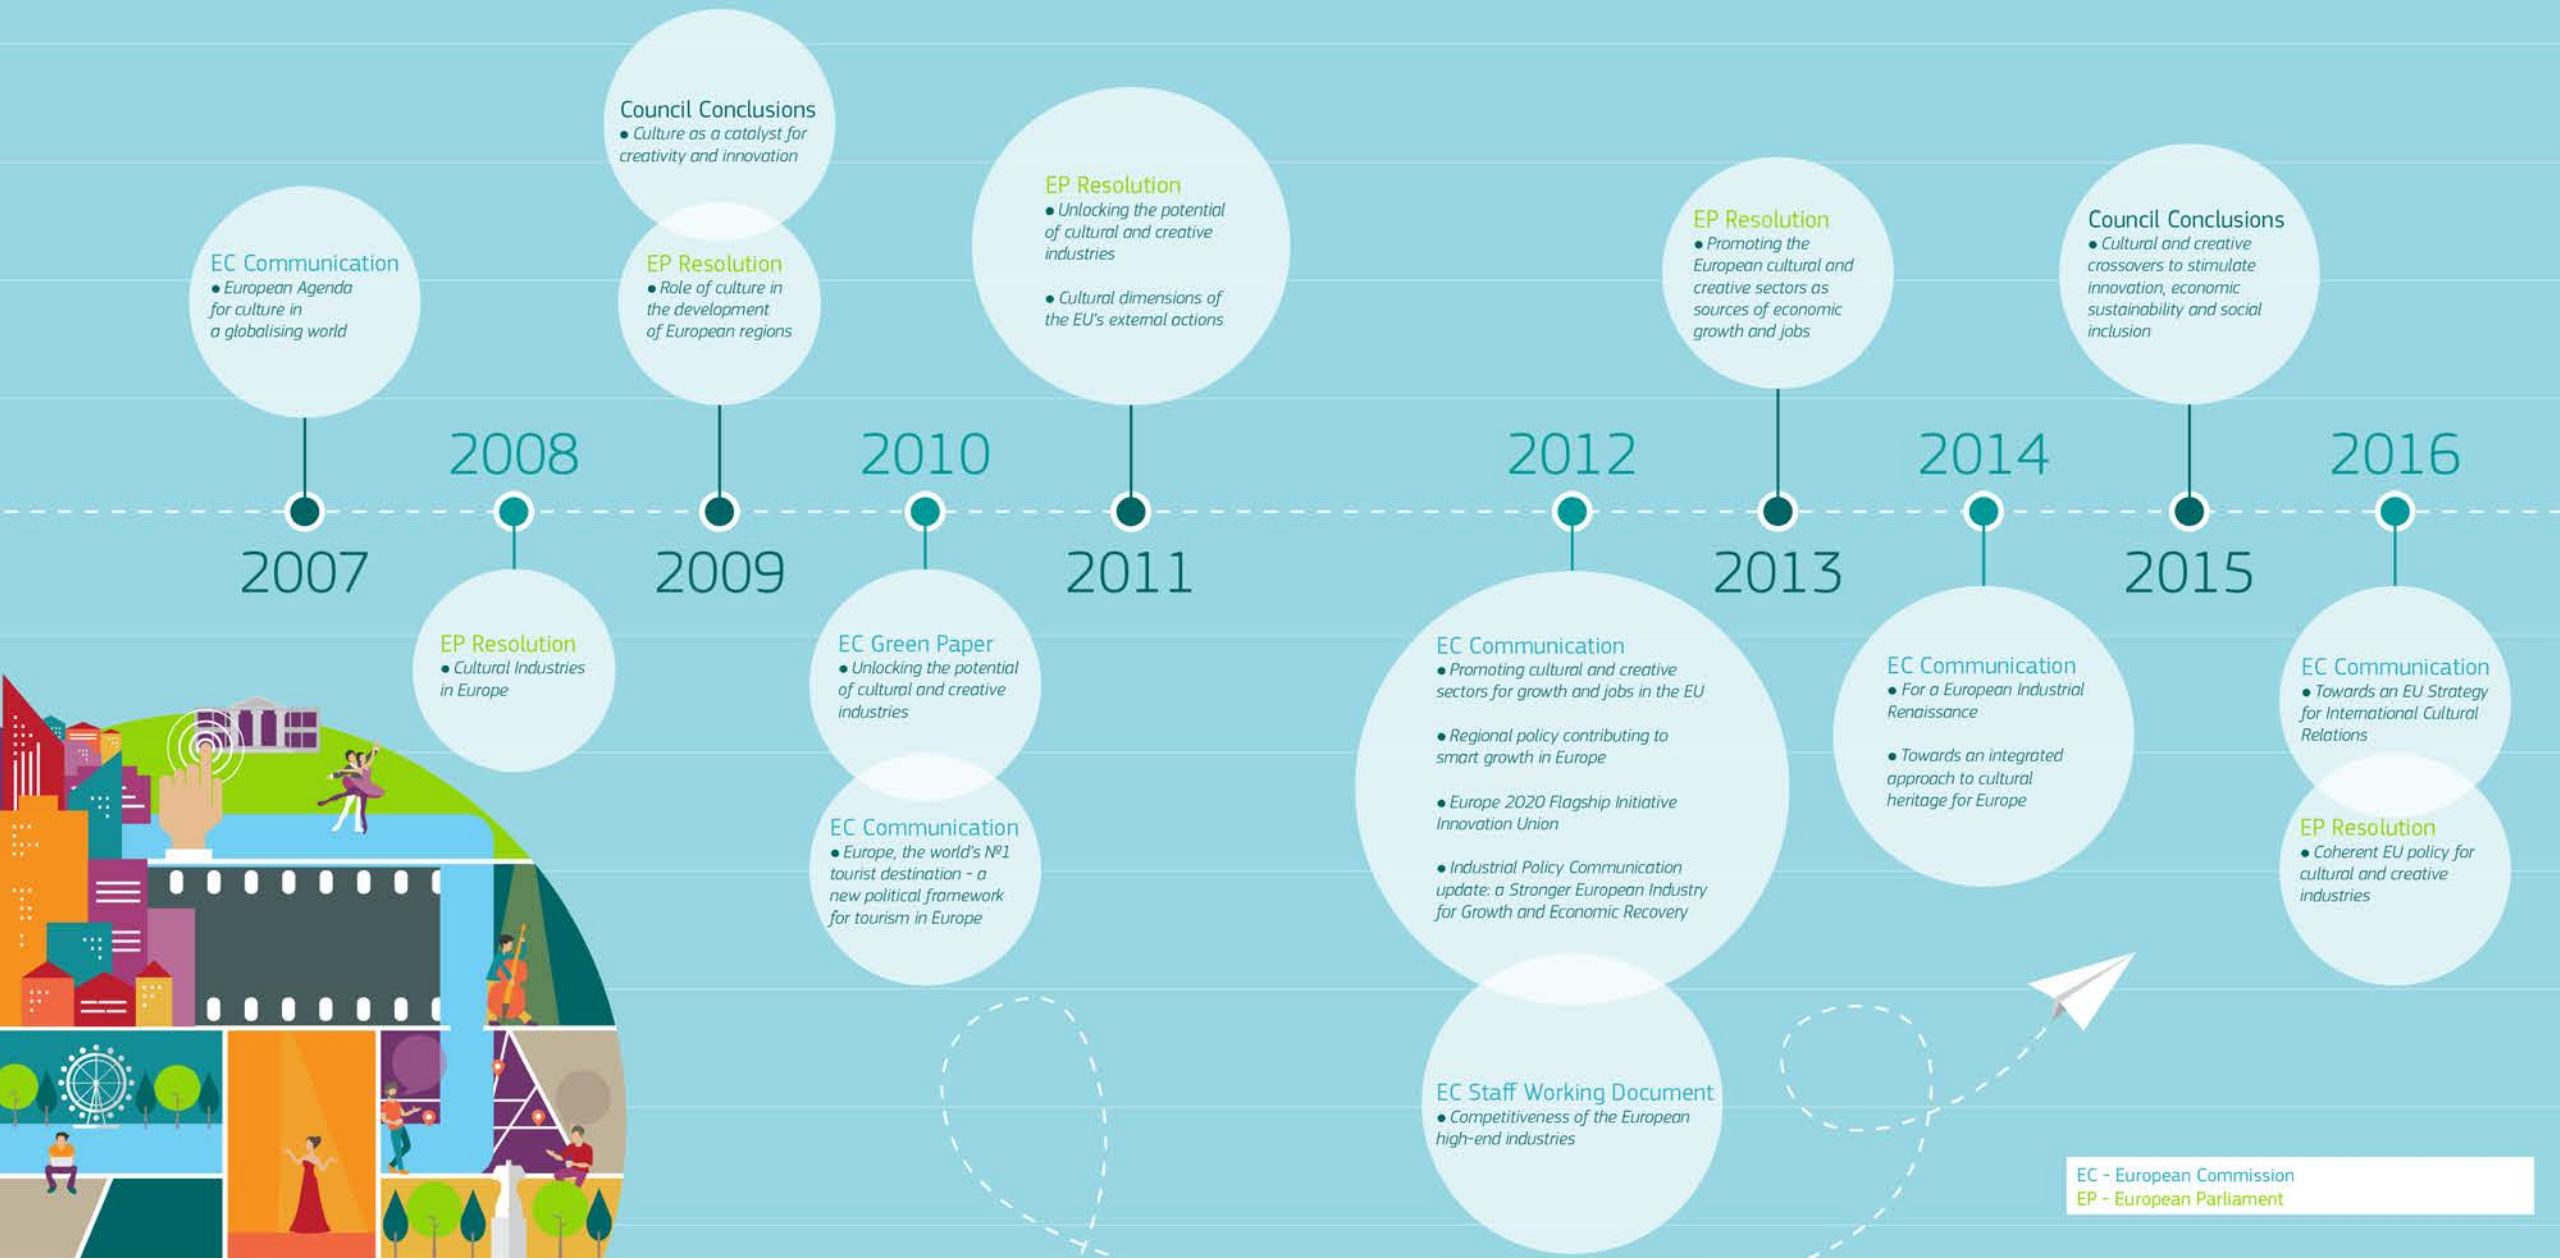 EC Communication
• European Agenda
for culture in
a globalising world
2007
2008
EP Resolution
• Cultural Industries
in Europe
Council Conclusions
• Culture as a catalyst for
creativity and innovation
EP Resolution
• Role of culture in
the development
of European regions
2009
2010
EC Green Paper
• Unlocking the potential
of cultural and creative
industries
EC Communication
• Europe, the world's Nº1
tourist destination - a
new political framework
for tourism in Europe
EP Resolution
• Unlocking the potential
of cultural and creative
industries
• Cultural dimensions of
the EU's external actions
2011
2012
EC Communication
• Promoting cultural and creative
sectors for growth and jobs in the EU
• Regional policy contributing to
smart growth in Europe
• Europe 2020 Flagship Initiative
Innovation Union
• Industrial Policy Communication
update: a Stronger European Industry
for Growth and Economic Recovery
EC Staff Working Document
• Competitiveness of the European
high-end industries
EP Resolution
• Promoting the
European cultural and
creative sectors as
sources of economic
growth and jobs
2013
2014
EC Communication
• For a European Industrial
Renaissance
• Towards an integrated
approach to cultural
heritage for Europe
Council Conclusions
• Cultural and creative
crossovers to stimulate
innovation, economic
sustainability and social
inclusion
2015
2016
EC Communication
• Towards an EU Strategy
for International Cultural
Relations
EP Resolution
• Coherent EU policy for
cultural and creative
industries
EC - European Commission
EP - European Parliament